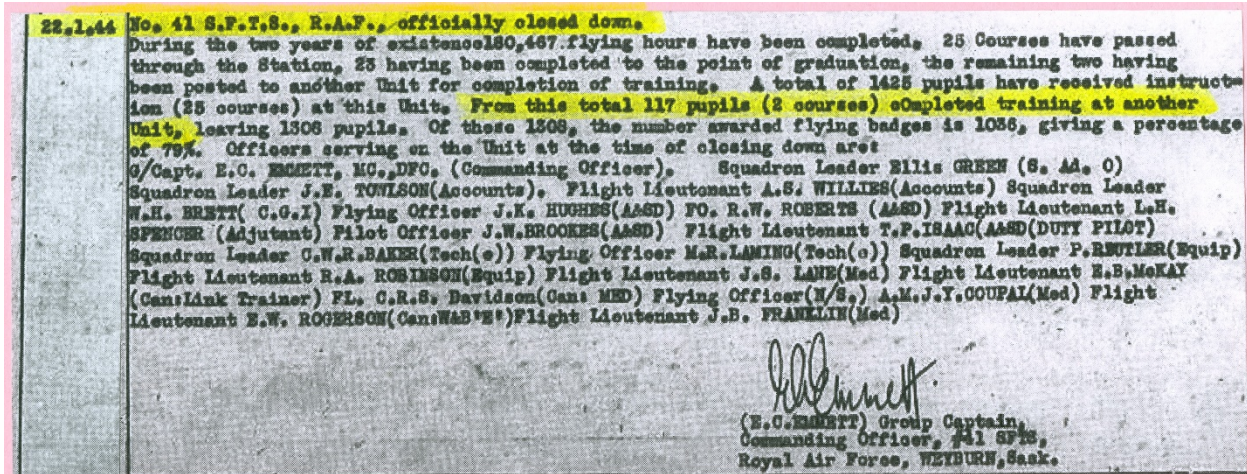 22.1.44 No. 41 S.F.T.S., R.A.F., officially closed down.
During the two years of existence180,467.flying hours have been completed. 25 Courses have passed
through the Station, 23 having been completed to the point of graduation, the remaining two having
been posted to another Unit for completion of training. A total of 1425 pupils have received instruct-
ion (25 courses) at this Unit. From this total 117 pupils (2 courses) cOmpleted training at another
Unit, leaving 1308 pupils. Of these 1308, the number awarded flying badges is 1036, giving a percentage
of 79%. Officers serving on the Unit at the time of closing down are:
G/Capt. E.C. EMMETT, MC.,DFC. (Commanding Officer). Squadron Leader Ellis GREEN (S. Ad. O)
Squadron Leader J.E. TOWLSON(Accounts). Flight Lieutenant A.S. WILLIES(Accounts) Squadron Leader
W.H. BRETT( C.G.I) Flying Officer J.K. HUGHES(A&SD) FO. R.W. ROBERTS (A&SD) Flight Lieutenant L.H.
SPENCER (Adjutant) Pilot Officer J.W.BROOKES(A&SD) Flight Lieutenant T.P.ISAAC(A&SD(DUTY PILOT)
Squadron Leader C.W.R.BAKER(Tech(e)) Flying Officer M.R.LAMING(Tech(e)) Squadron Leader P.BEUTLER(Equip)
Flight Lieutenant R.A. ROBINSON(Equip) Flight Lieutenant J.S. LANE(Med) Flight Lieutenant E.B.McKAY
(Can:Link Trainer) FL. C.R.S. Davidson(Can: MED) Flying Officer(N/S.) A.M.J.Y.COUPAL(Med) Flight
Lieutenant E.W. ROGERSON(Can:W&B"E")Flight Lieutenant J.B. FRANKLIN(Med)
(E.C.EMMETT) Group Captain,
Commanding Officer, #41 SFTS,
Royal Air Force, WEYBURN,Sask.